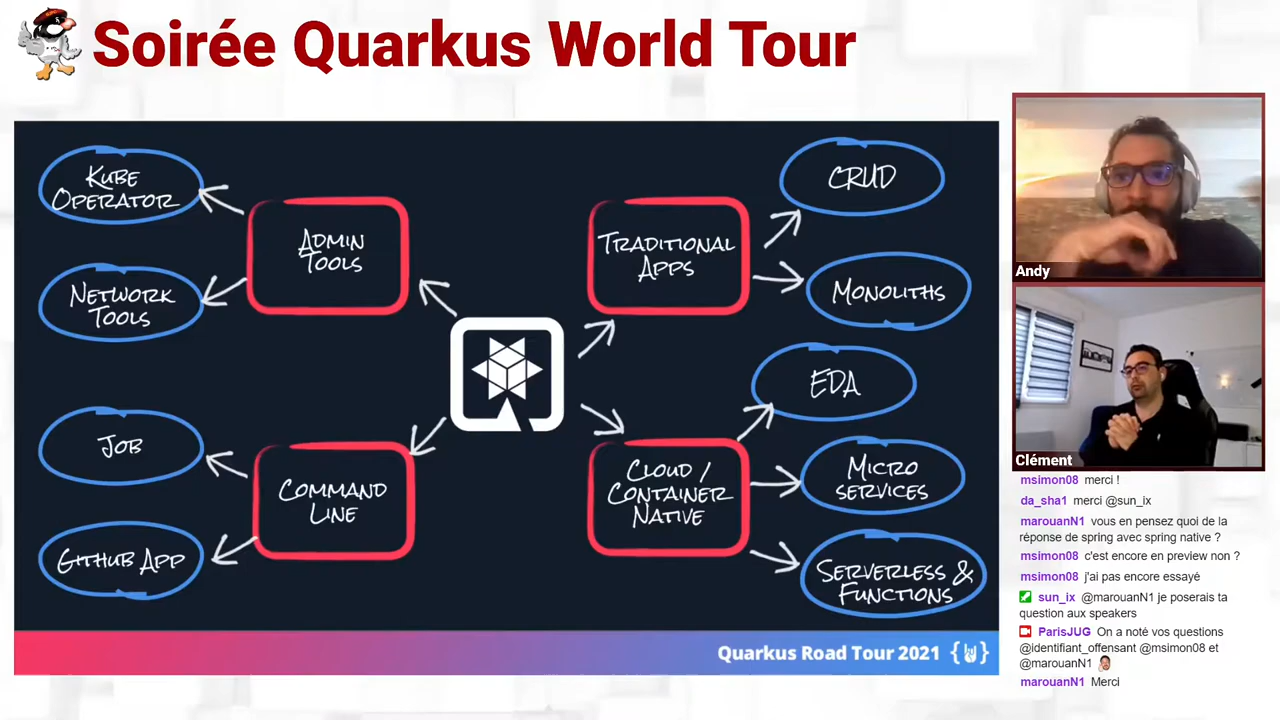 Soirée Quarkus World Tour
KUBE
OPERATOR
NETWORK
TOOLS
ADMIN
TOOLS
TRADITIONAL
APPS
CRUD
MONOLITHS
JOB
GITHUB APP
COMMAND
LINE
CLOUD /
CONTAINER
NATIVE
EDA
MICRO
SERVICES
SERVERLESS &
FUNCTIONS
Quarkus Road Tour 2021
Andy
Clément
msimon08 merci !
da_sha1 merci @sun_ix
marouanN1 vous en pensez quoi de la
réponse de spring avec spring native ?
msimon08 c'est encore en preview non ?
msimon08 j'ai pas encore essayé
sun_ix @marouanN1 je poserais ta
question aux speakers
ParisJUG On a noté vos questions
@identifiant_offensant @msimon08 et
@marouanN1
marouanN1 Merci